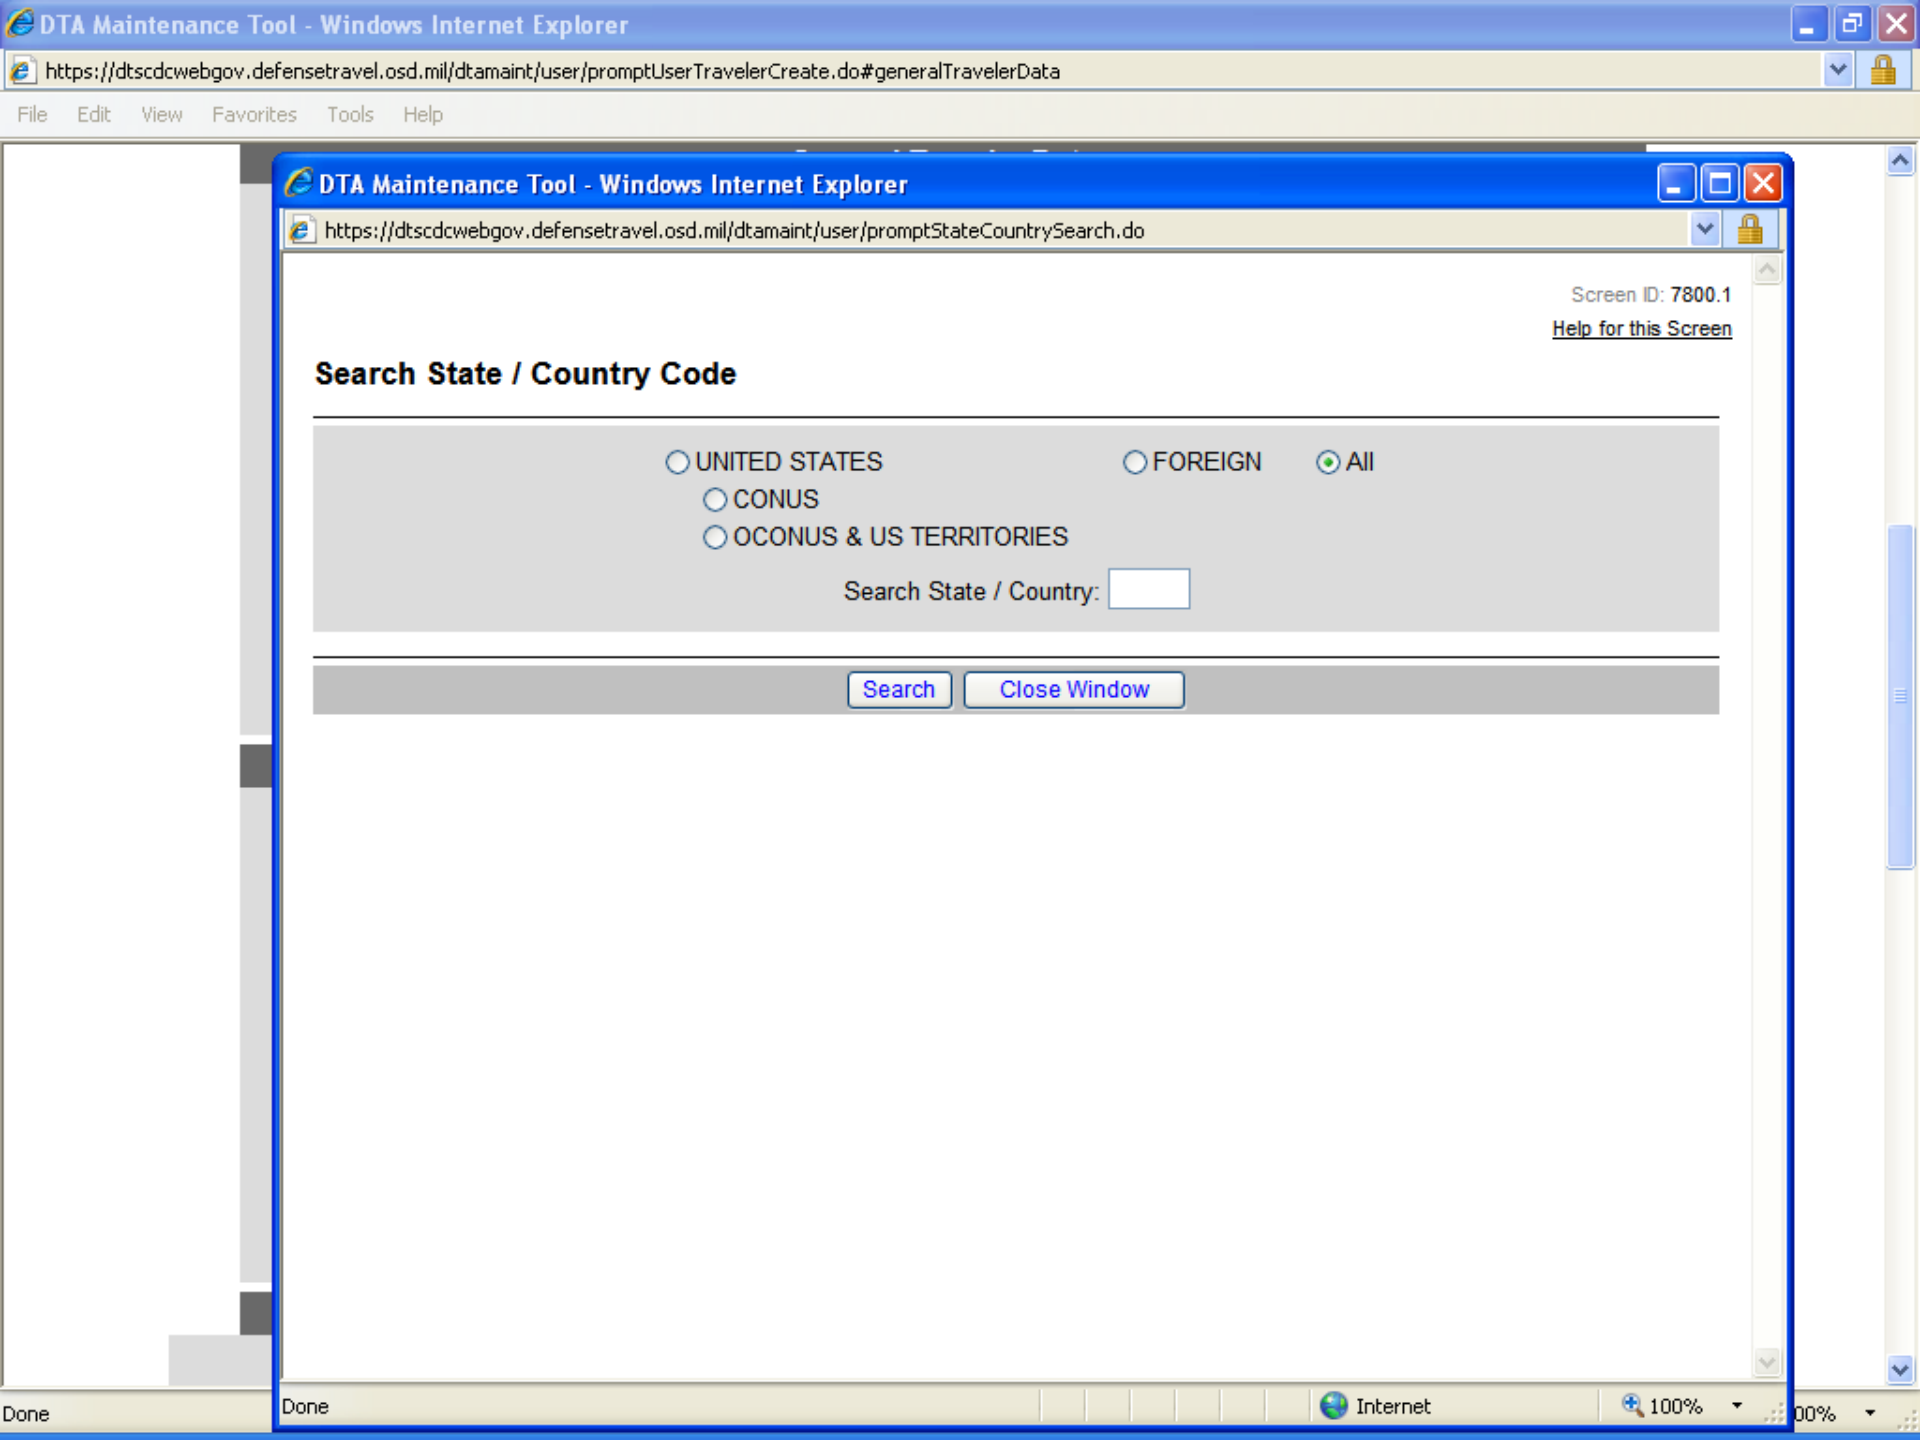 DTA Maintenance Tool - Windows Internet Explorer
https://dtscdcwebgov.defensetravel.osd.mil/dtamaint/user/promptUserTravelerCreate.do#generalTravelerData
File Edit View Favorites Tools Help
DTA Maintenance Tool - Windows Internet Explorer
https://dtscdcwebgov.defensetravel.osd.mil/dtamaint/user/promptStateCountrySearch.do
Screen ID: 7800.1
Help for this Screen
Search State / Country Code
UNITED STATES FOREIGN All
CONUS
OCONUS & US TERRITORIES
Search State / Country:
Search Close Window
Done Internet 100%
Done 00%